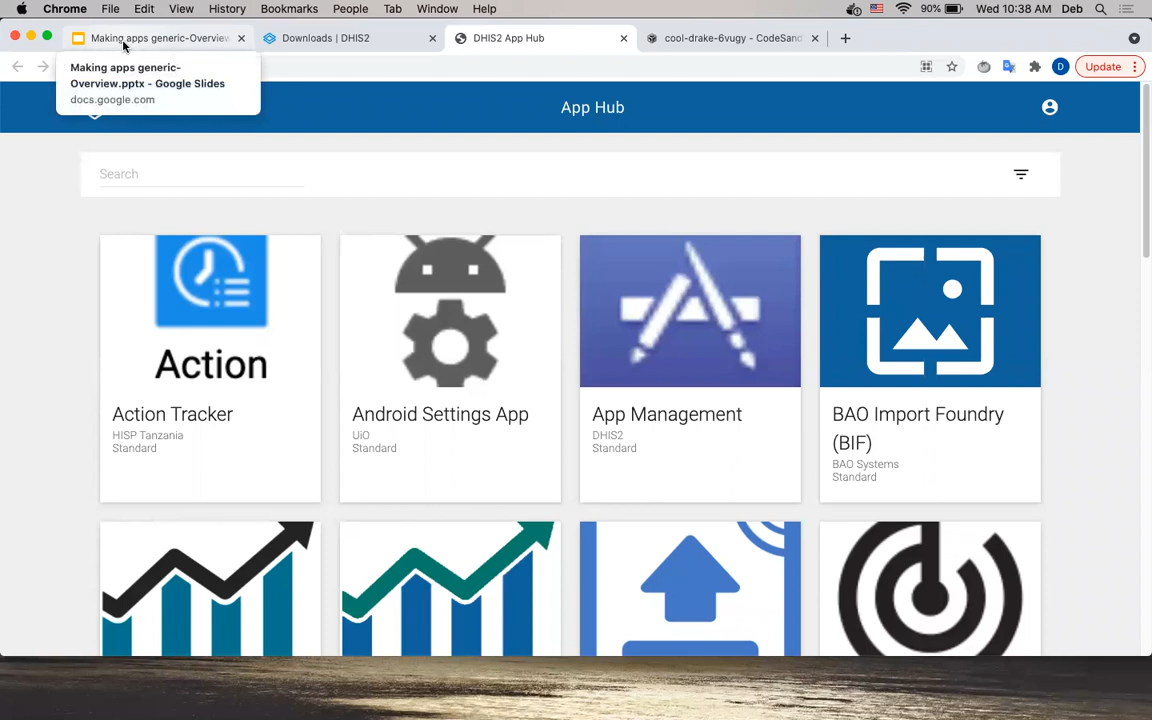 Chrome File Edit View History Bookmarks People Tab Window Help 90% Wed 10:38 AM Deb
Making apps generic-Overview Downloads | DHIS2 DHIS2 App Hub cool-drake-6vugy - CodeSand
Making apps generic-
Overview.pptx - Google Slides
docs.google.com
D Update
App Hub
Search
Action
Action Tracker
HISP Tanzania
Standard
Android Settings App
UiO
Standard
App Management
DHIS2
Standard
BAO Import Foundry
(BIF)
BAO Systems
Standard